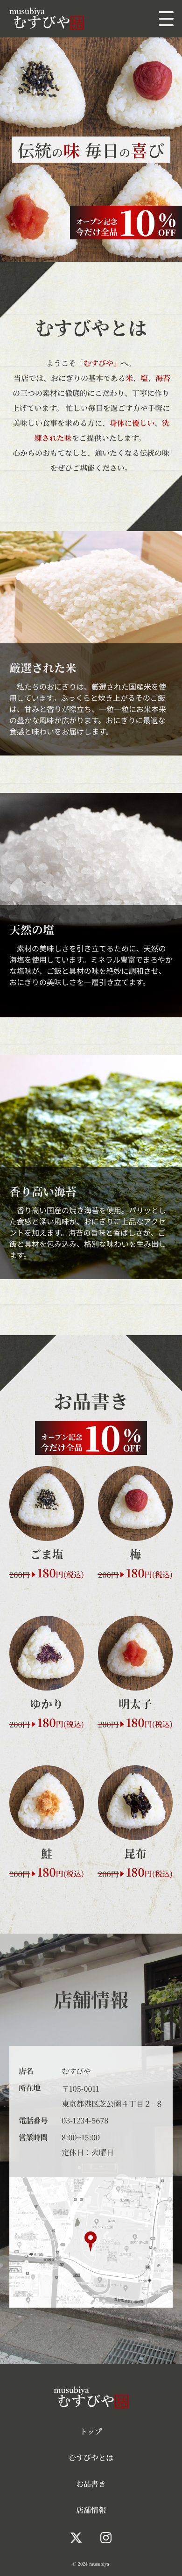 musubiya
むすびや
伝統の味 毎日の喜び
オープン記念
今だけ全品
10%
OFF
むすびやとは
ようこそ「むすびや」へ。
当店では、おにぎりの基本である米、塩、海苔
の三つの素材に徹底的にこだわり、丁寧に作り
上げています。忙しい毎日を過ごす方や手軽に
美味しい食事を求める方に、身体に優しい、洗
練された味をご提供いたします。
心からのおもてなしと、通いたくなる伝統の味
をぜひご堪能ください。
厳選された米
私たちのおにぎりは、厳選された国産米を使
用しています。ふっくらと炊き上がるそのご飯
は、甘みと香りが際立ち、一粒一粒にお米本来
の豊かな風味が広がります。おにぎりに最適な
食感と味わいをお届けします。
天然の塩
素材の美味しさを引き立てるために、天然の
海塩を使用しています。ミネラル豊富でまろやか
な塩味が、ご飯と具材の味を絶妙に調和させ、
おにぎりの美味しさを一層引き立てます。
香り高い海苔
香り高い国産の焼き海苔を使用。パリッとし
た食感と深い風味が、おにぎりに上品なアクセ
ントを加えます。海苔の旨味と香ばしさが、ご
飯と具材を包み込み、格別な味わいを生み出し
ます。
お品書き
オープン記念
今だけ全品
10%
OFF
ごま塩 梅
200円▶180円(税込) 200円▶180円(税込)
ゆかり 明太子
200円▶180円(税込) 200円▶180円(税込)
鮭 昆布
200円▶180円(税込) 200円▶180円(税込)
店舗情報
店名 むすびや
所在地 〒105-0011
東京都港区芝公園４丁目２−８
電話番号 03-1234-5678
営業時間 8:00~15:00
定休日：火曜日
musubiya
むすびや
トップ
むすびやとは
お品書き
店舗情報
© 2024 musubiya